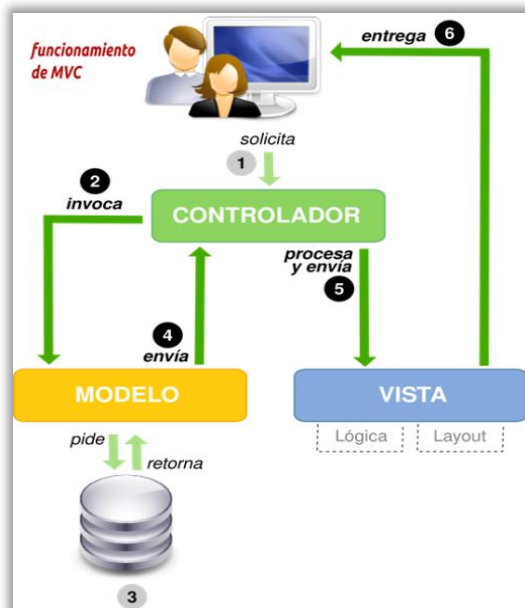 funcionamiento
de MVC
entrega 6
solicita
1
2
invoca
CONTROLADOR
procesa
y envía
5
4
envía
MODELO
VISTA
Lógica
Layout
pide
retorna
3